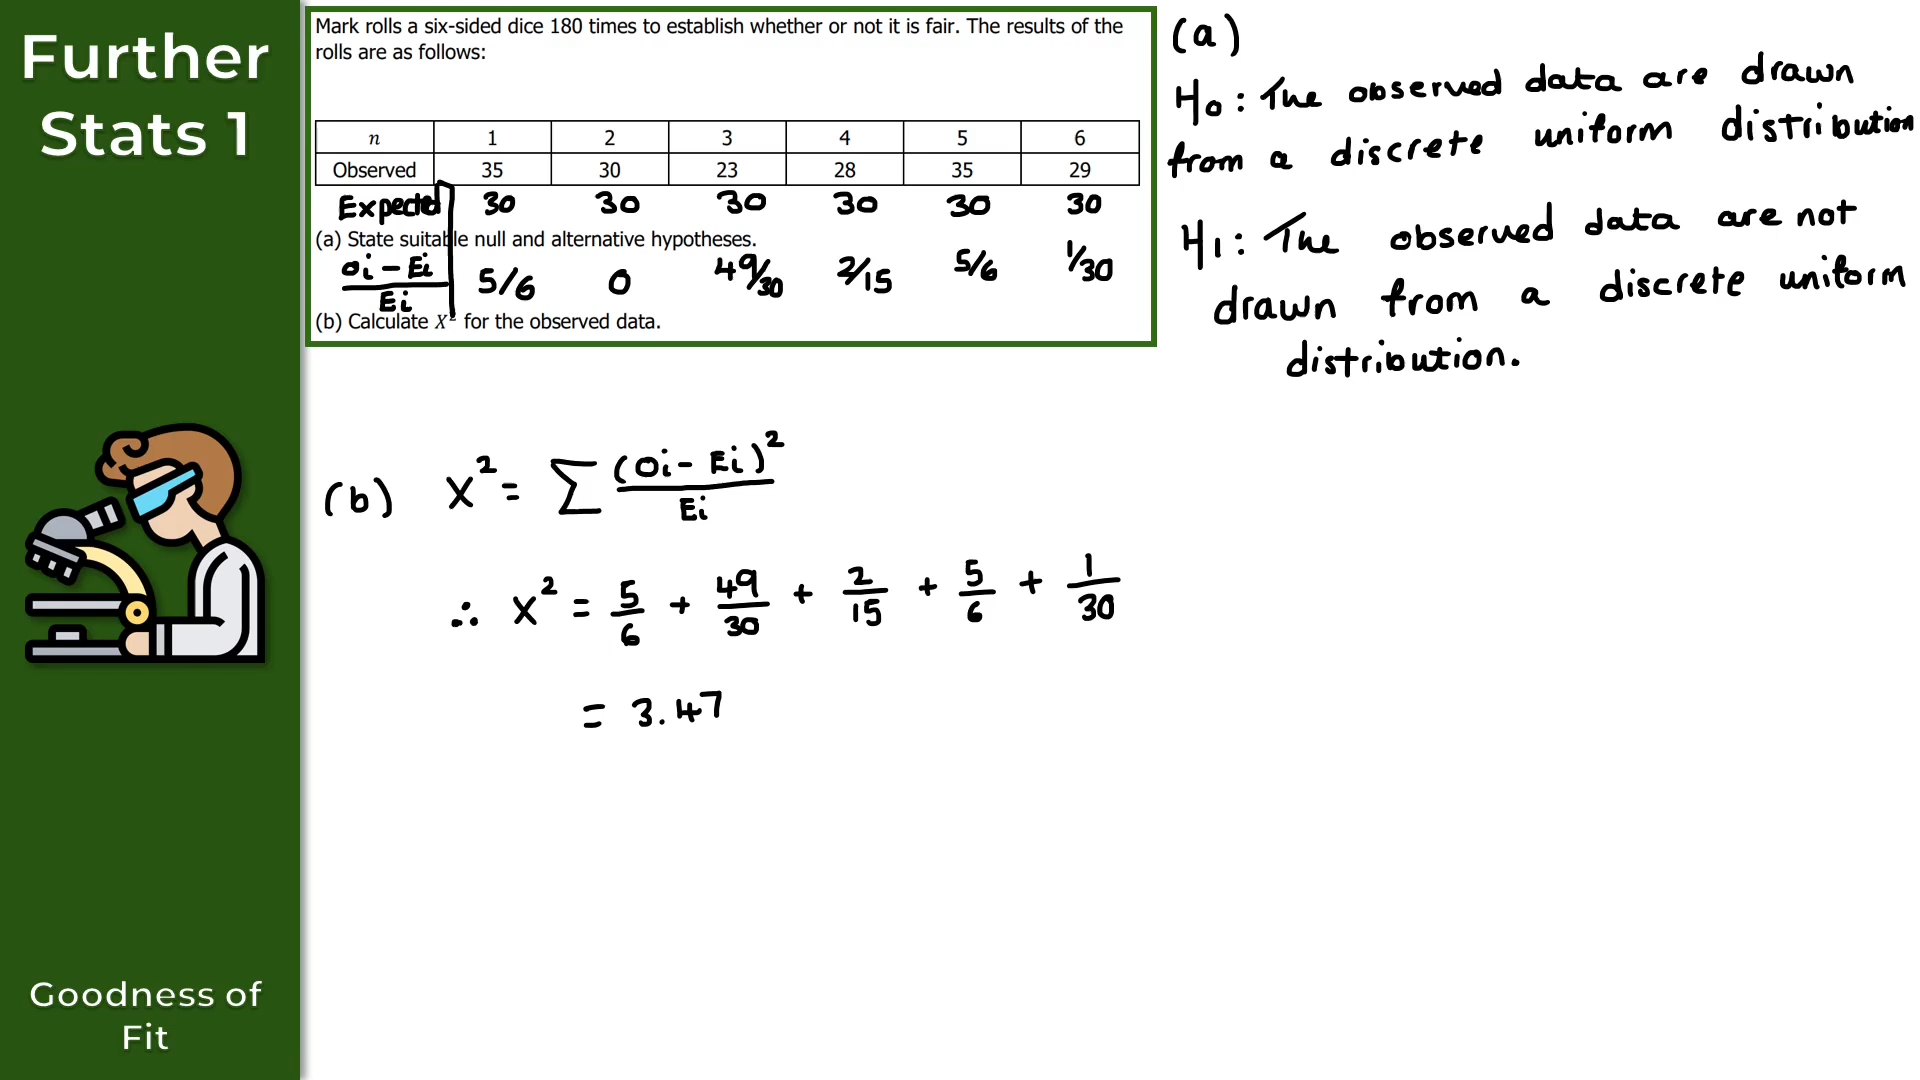 Further
Stats 1
Mark rolls a six-sided dice 180 times to establish whether or not it is fair. The results of the
rolls are as follows:
n 1 2 3 4 5 6
Observed 35 30 23 28 35 29
Expected 30 30 30 30 30 30
(a) State suitable null and alternative hypotheses.
Oi - Ei / Ei 5/6 0 49/30 2/15 5/6 1/30
(b) Calculate X² for the observed data.
(a)
H0 : The observed data are drawn
from a discrete uniform distribution
H1 : The observed data are not
drawn from a discrete uniform
distribution.
(b) X² = ∑ (Oi - Ei)² / Ei
∴ X² = 5/6 + 49/30 + 2/15 + 5/6 + 1/30
= 3.47
Goodness of
Fit